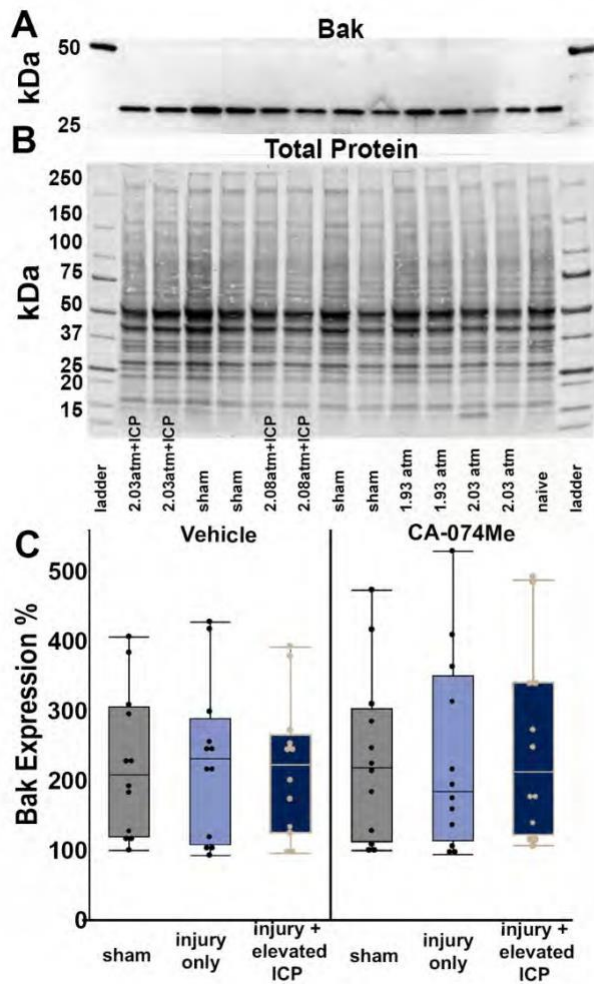 A
Bak
50
25
kDa
B
Total Protein
250
150
100
75
50
37
25
20
15
kDa
ladder
2.03atm+ICP
2.03atm+ICP
sham
sham
2.08atm+ICP
2.08atm+ICP
sham
sham
1.93 atm
1.93 atm
2.03 atm
2.03 atm
naive
ladder
C
Vehicle
CA-074Me
Bak Expression %
500
400
300
200
100
0
sham
injury
only
injury +
elevated
ICP
sham
injury
only
injury +
elevated
ICP